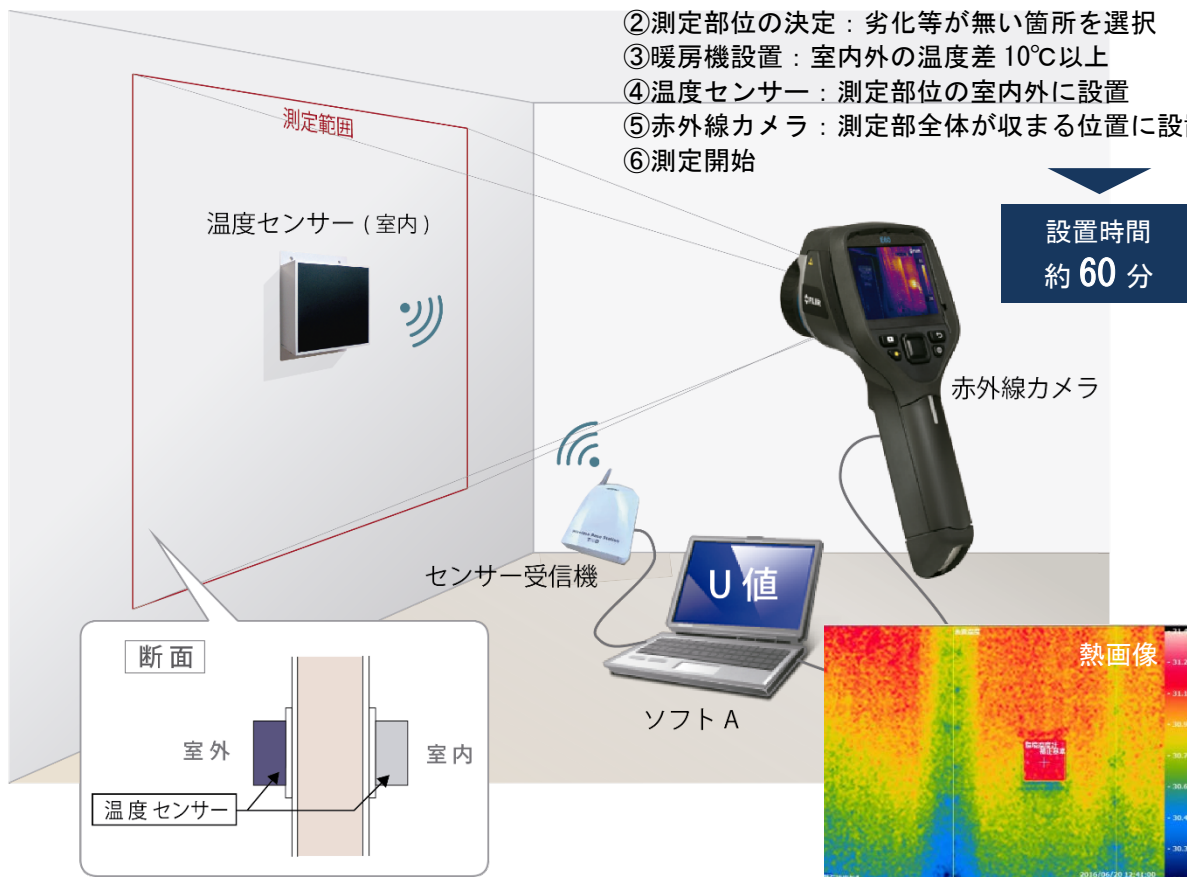 ②測定部位の決定：劣化等が無い箇所を選択
③暖房機設置：室内外の温度差 10℃以上
④温度センサー：測定部位の室内外に設置
⑤赤外線カメラ：測定部全体が収まる位置に設
⑥測定開始
設置時間
約 60 分
測定範囲
温度センサー ( 室内 )
赤外線カメラ
センサー受信機
U 値
ソフト A
断 面
室 外
室 内
温 度 センサー
熱画像
2016/06/20 12:41:00